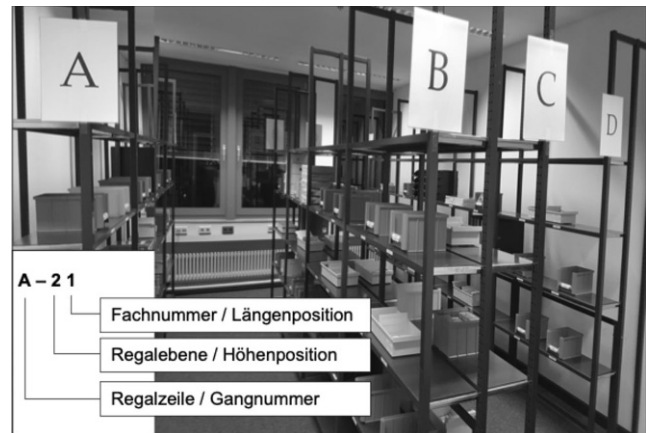 A
B
C
D
A – 2 1
Fachnummer / Längenposition
Regalebene / Höhenposition
Regalzeile / Gangnummer